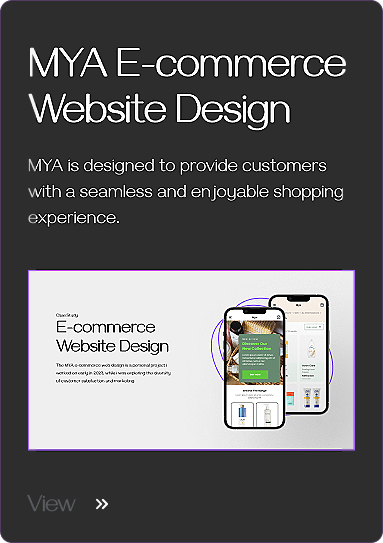 MYA E-commerce
Website Design
MYA is designed to provide customers
with a seamless and enjoyable shopping
experience.
Case Study
E-commerce
Website Design
The MYA e-commerce web design is a personal project I
worked on early in 2023, while I was exploring the diversity
of customer satisfaction and marketing.
Mya
Discover Our
New Collection
View »